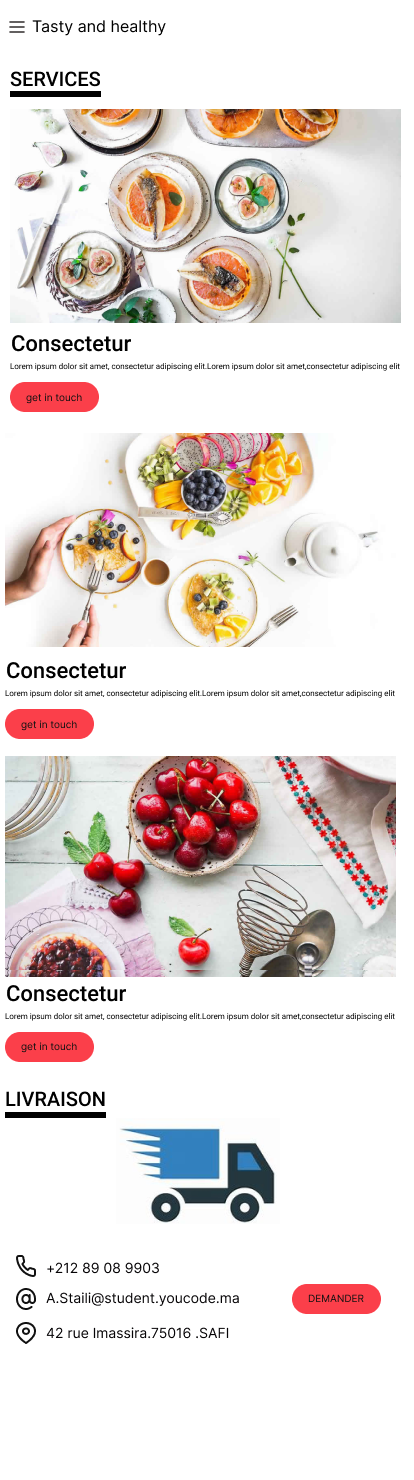 Tasty and healthy
SERVICES
Consectetur
Lorem ipsum dolor sit amet, consectetur adipiscing elit.Lorem ipsum dolor sit amet,consectetur adipiscing elit
get in touch
Consectetur
Lorem ipsum dolor sit amet, consectetur adipiscing elit.Lorem ipsum dolor sit amet,consectetur adipiscing elit
get in touch
Consectetur
Lorem ipsum dolor sit amet, consectetur adipiscing elit.Lorem ipsum dolor sit amet,consectetur adipiscing elit
get in touch
LIVRAISON
+212 89 08 9903
A.Staili@student.youcode.ma
DEMANDER
42 rue Imassira.75016 .SAFI